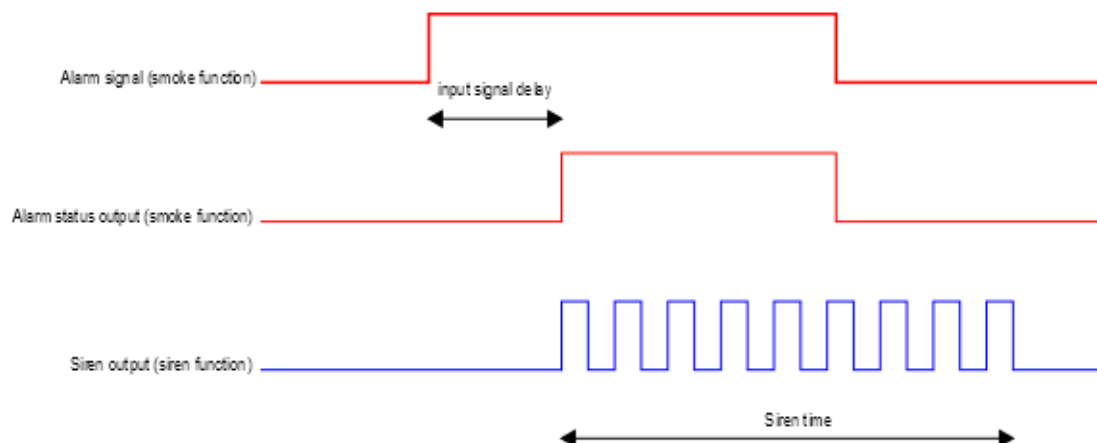 Alarm signal (smoke function)
input signal delay
Alarm status output (smoke function)
Siren output (siren function)
Siren time